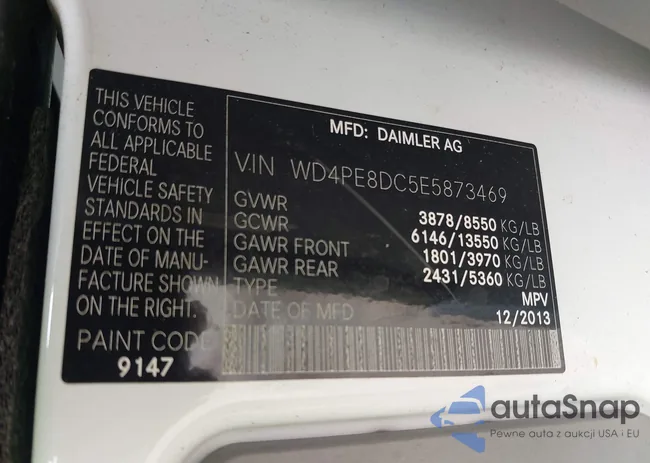 THIS VEHICLE
CONFORMS TO
ALL APPLICABLE
FEDERAL
VEHICLE SAFETY
STANDARDS IN
EFFECT ON THE
DATE OF MANU-
FACTURE SHOWN
ON THE RIGHT.
PAINT CODE
9147
MFD: DAIMLER AG
VIN WD4PE8DC5E5873469
GVWR 3878/8550 KG/LB
GCWR 6146/13550 KG/LB
GAWR FRONT 1801/3970 KG/LB
GAWR REAR 2431/5360 KG/LB
TYPE MPV
DATE OF MFD 12/2013
autaSnap
Pewne auta z aukcji USA i EU